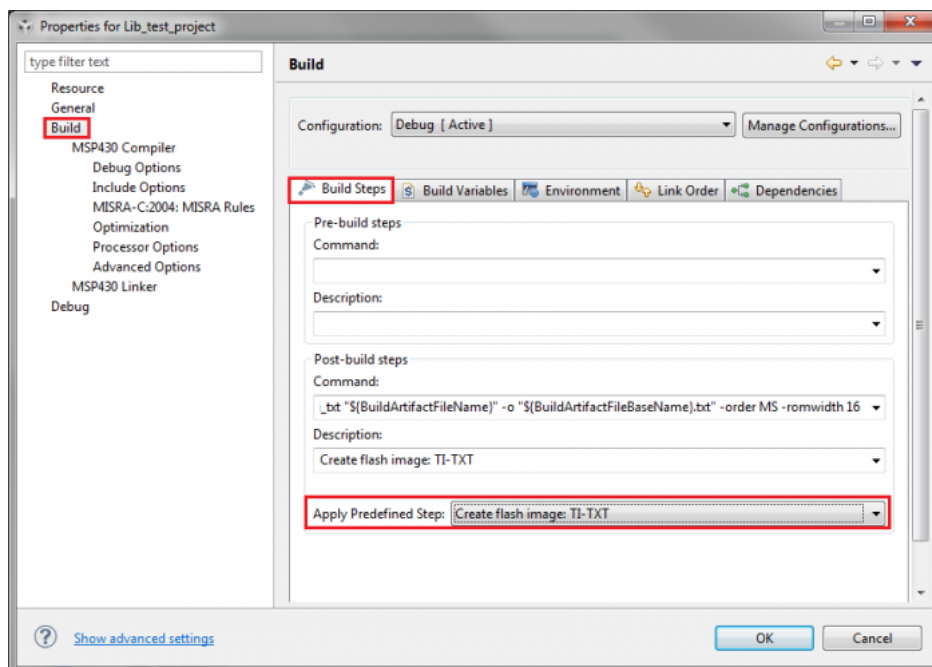 Properties for Lib_test_project
type filter text
Resource
General
Build
MSP430 Compiler
Debug Options
Include Options
MISRA-C:2004: MISRA Rules
Optimization
Processor Options
Advanced Options
MSP430 Linker
Debug
Build
Configuration: Debug [ Active ] Manage Configurations...
Build Steps Build Variables Environment Link Order Dependencies
Pre-build steps
Command:
Description:
Post-build steps
Command:
_txt "${BuildArtifactFileName}" -o "${BuildArtifactFileBaseName}.txt" -order MS -romwidth 16
Description:
Create flash image: TI-TXT
Apply Predefined Step: Create flash image: TI-TXT
Show advanced settings
OK Cancel